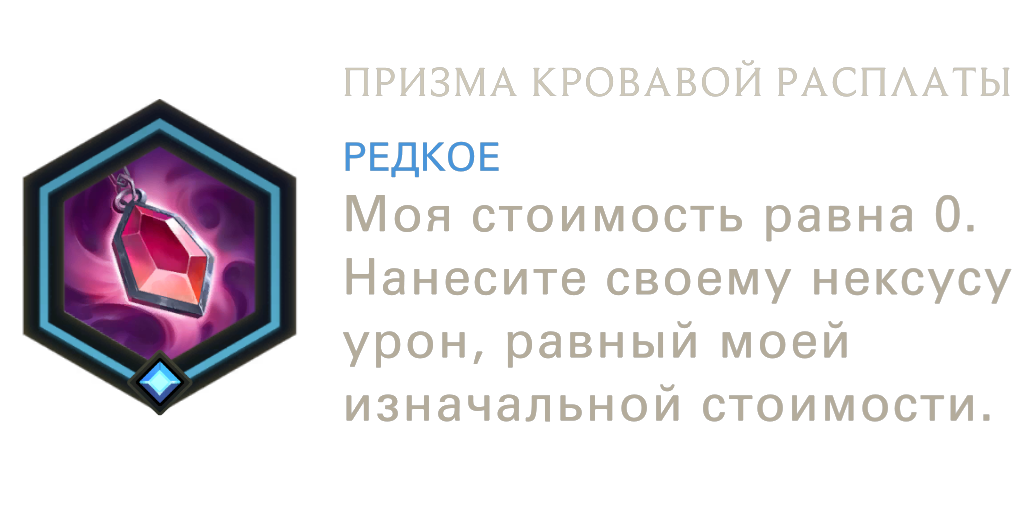 ПРИЗМА КРОВАВОЙ РАСПЛАТЫ
РЕДКОЕ
Моя стоимость равна 0.
Нанесите своему нексусу
урон, равный моей
изначальной стоимости.